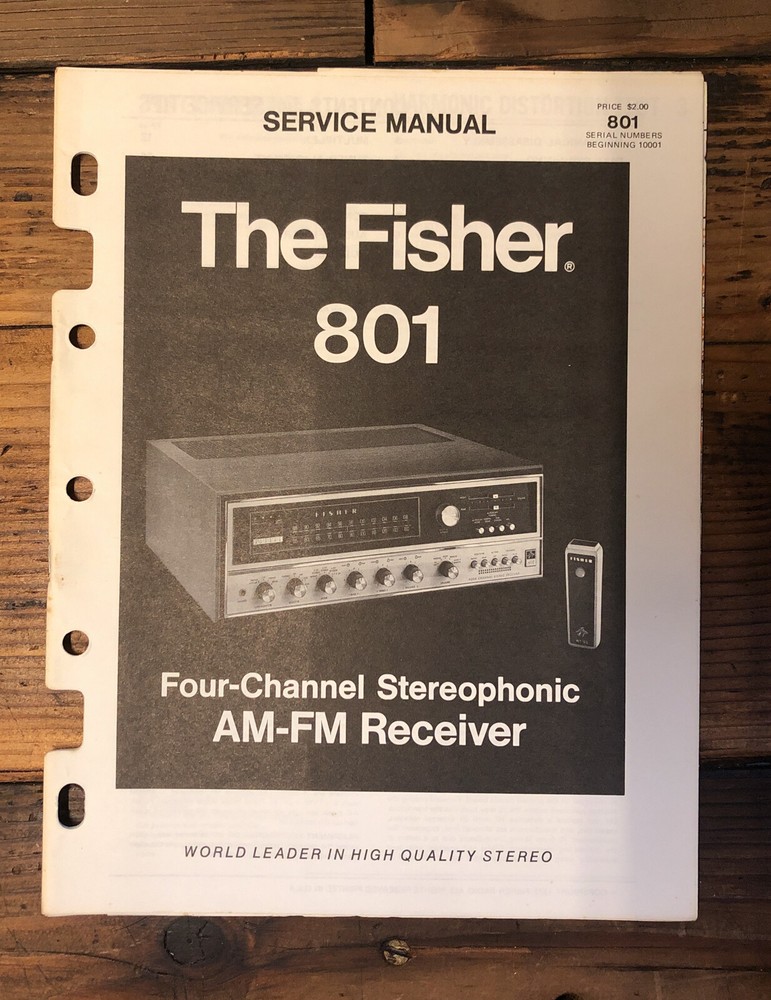 SERVICE MANUAL
PRICE $2.00
801
SERIAL NUMBERS
BEGINNING 10001
The Fisher®
801
FISHER
FISHER
Four-Channel Stereophonic
AM-FM Receiver
WORLD LEADER IN HIGH QUALITY STEREO